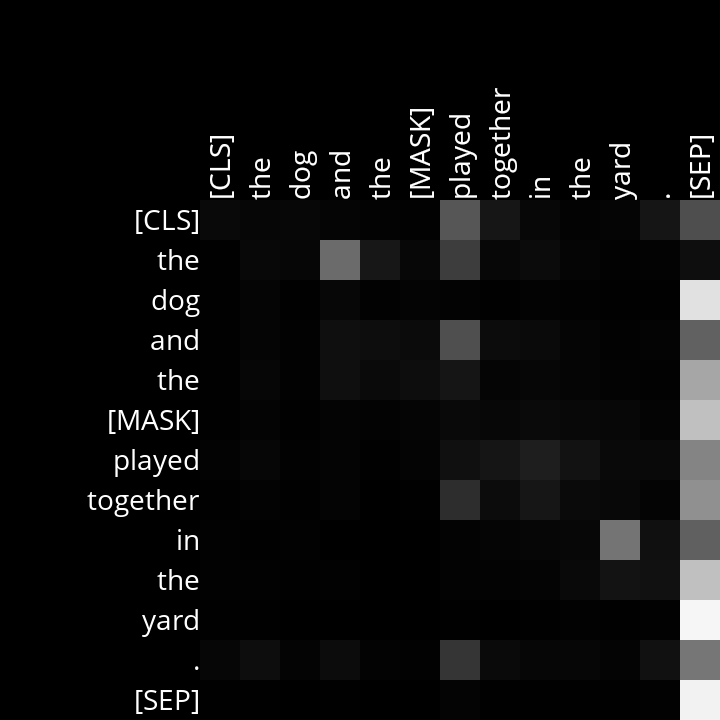 [CLS] the dog and the [MASK] played together in the yard . [SEP]
[CLS]
the
dog
and
the
[MASK]
played
together
in
the
yard
.
[SEP]